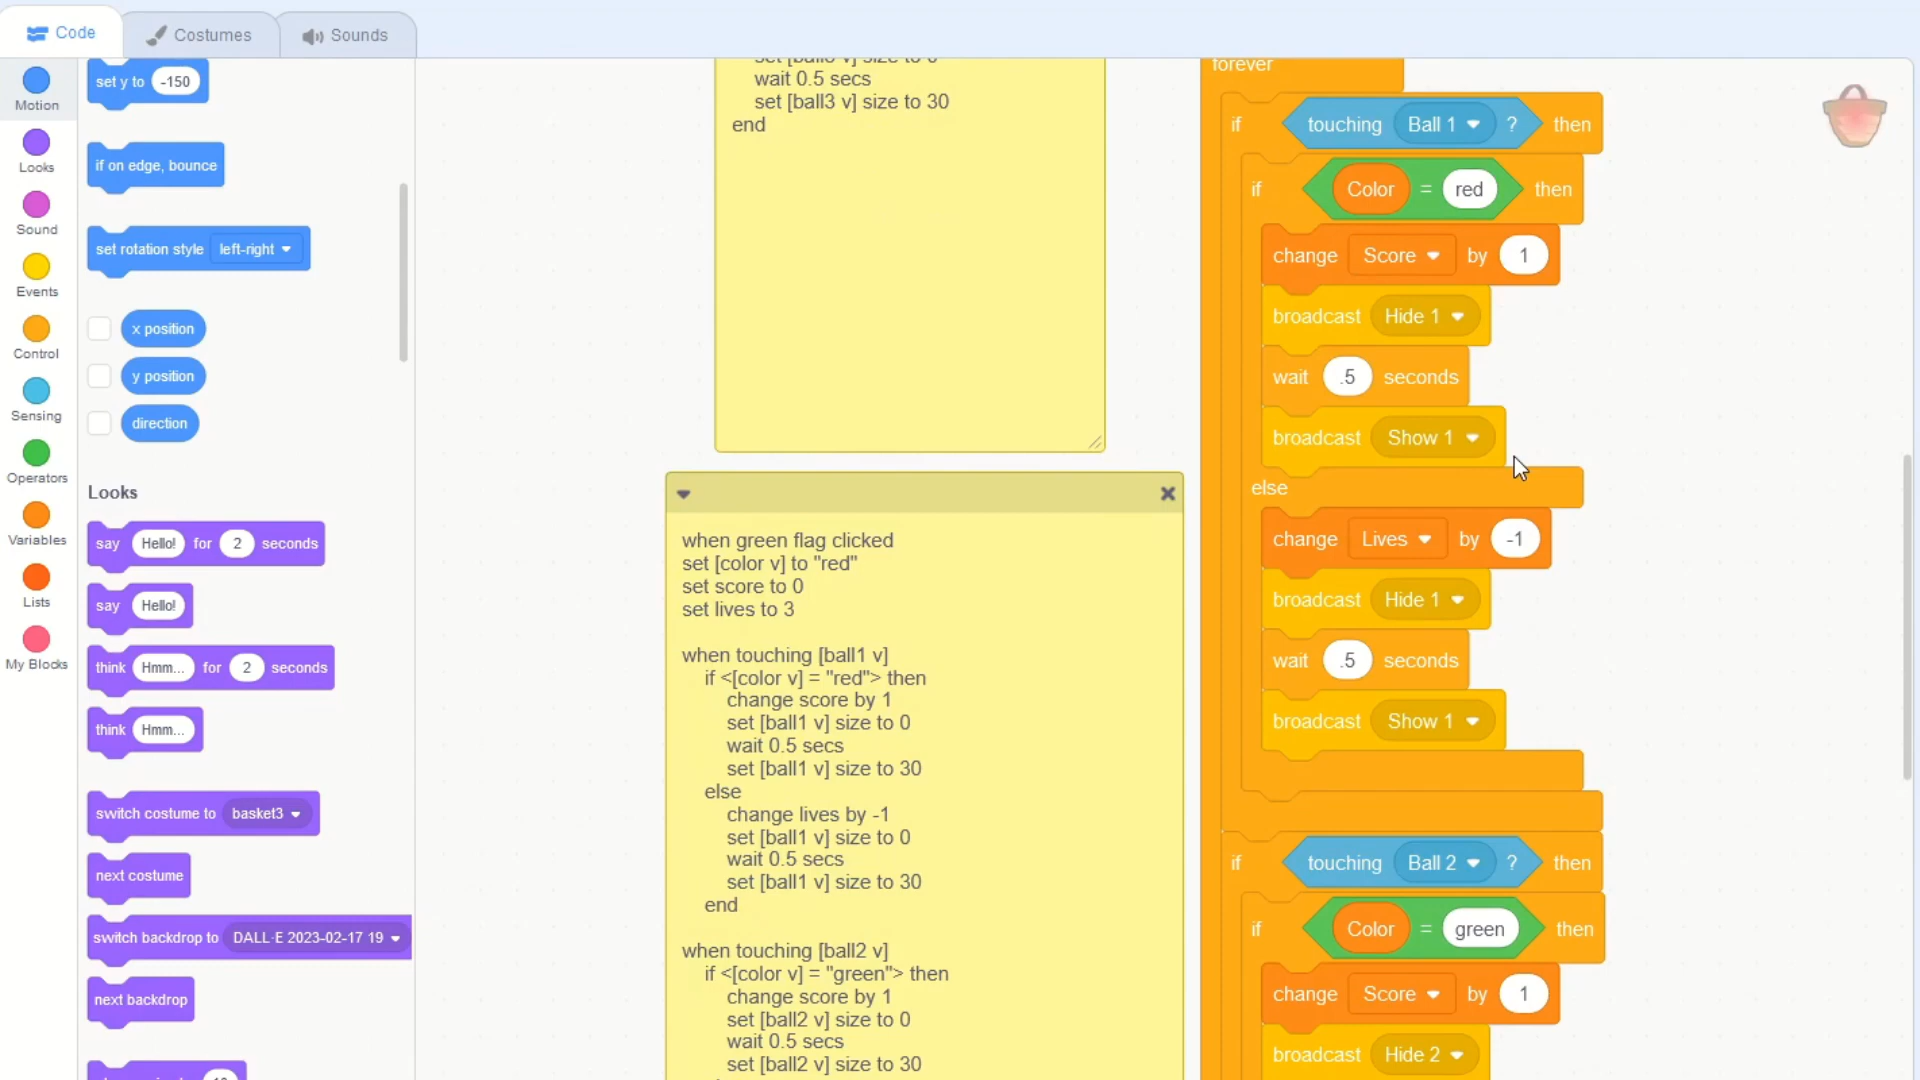 Code
Costumes
Sounds
Motion
Looks
Sound
Events
Control
Sensing
Operators
Variables
Lists
My Blocks
set y to -150
if on edge, bounce
set rotation style left-right
x position
y position
direction
Looks
say Hello! for 2 seconds
say Hello!
think Hmm... for 2 seconds
think Hmm...
switch costume to basket3
next costume
switch backdrop to DALL·E 2023-02-17 19
next backdrop
wait 0.5 secs
set [ball3 v] size to 30
end
when green flag clicked
set [color v] to "red"
set score to 0
set lives to 3
when touching [ball1 v]
if <[color v] = "red"> then
change score by 1
set [ball1 v] size to 0
wait 0.5 secs
set [ball1 v] size to 30
else
change lives by -1
set [ball1 v] size to 0
wait 0.5 secs
set [ball1 v] size to 30
end
when touching [ball2 v]
if <[color v] = "green"> then
change score by 1
set [ball2 v] size to 0
wait 0.5 secs
set [ball2 v] size to 30
forever
if touching Ball 1 ? then
if Color = red then
change Score by 1
broadcast Hide 1
wait .5 seconds
broadcast Show 1
else
change Lives by -1
broadcast Hide 1
wait .5 seconds
broadcast Show 1
if touching Ball 2 ? then
if Color = green then
change Score by 1
broadcast Hide 2